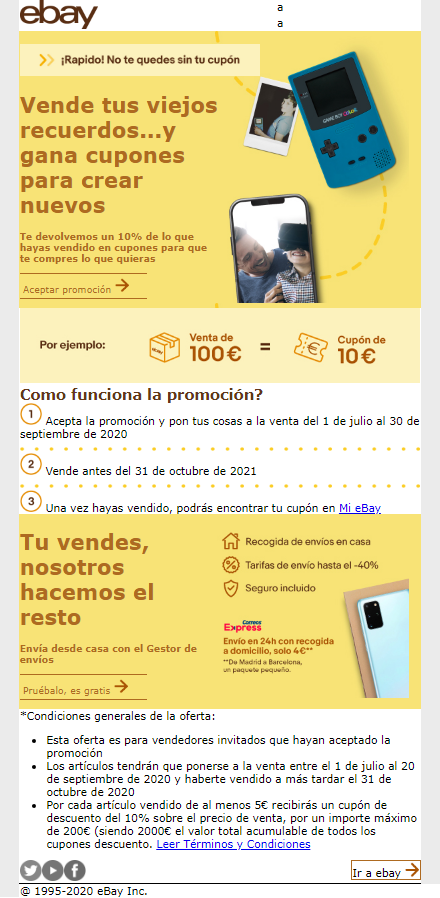 ebay
a
a
¡Rapido! No te quedes sin tu cupón
Vende tus viejos
recuerdos...y
gana cupones
para crear
nuevos
Te devolvemos un 10% de lo que
hayas vendido en cupones para que
te compres lo que quieras
Aceptar promoción
GAME BOY COLOR
Por ejemplo:
Venta de
100€
=
Cupón de
10€
Como funciona la promoción?
1 Acepta la promoción y pon tus cosas a la venta del 1 de julio al 30 de
septiembre de 2020
2 Vende antes del 31 de octubre de 2021
3 Una vez hayas vendido, podrás encontrar tu cupón en Mi eBay
Tu vendes,
nosotros
hacemos el
resto
Envía desde casa con el Gestor de
envíos
Pruébalo, es gratis
Recogida de envíos en casa
Tarifas de envío hasta el -40%
Seguro incluido
Correos
Express
Envío en 24h con recogida
a domicilio, solo 4€**
**De Madrid a Barcelona,
un paquete pequeño.
*Condiciones generales de la oferta:
• Esta oferta es para vendedores invitados que hayan aceptado la
promoción
• Los artículos tendrán que ponerse a la venta entre el 1 de julio al 20
de septiembre de 2020 y haberte vendido a más tardar el 31 de
octubre de 2020
• Por cada artículo vendido de al menos 5€ recibirás un cupón de
descuento del 10% sobre el precio de venta, por un importe máximo
de 200€ (siendo 2000€ el valor total acumulable de todos los
cupones descuento. Leer Términos y Condiciones
Ir a ebay
@ 1995-2020 eBay Inc.